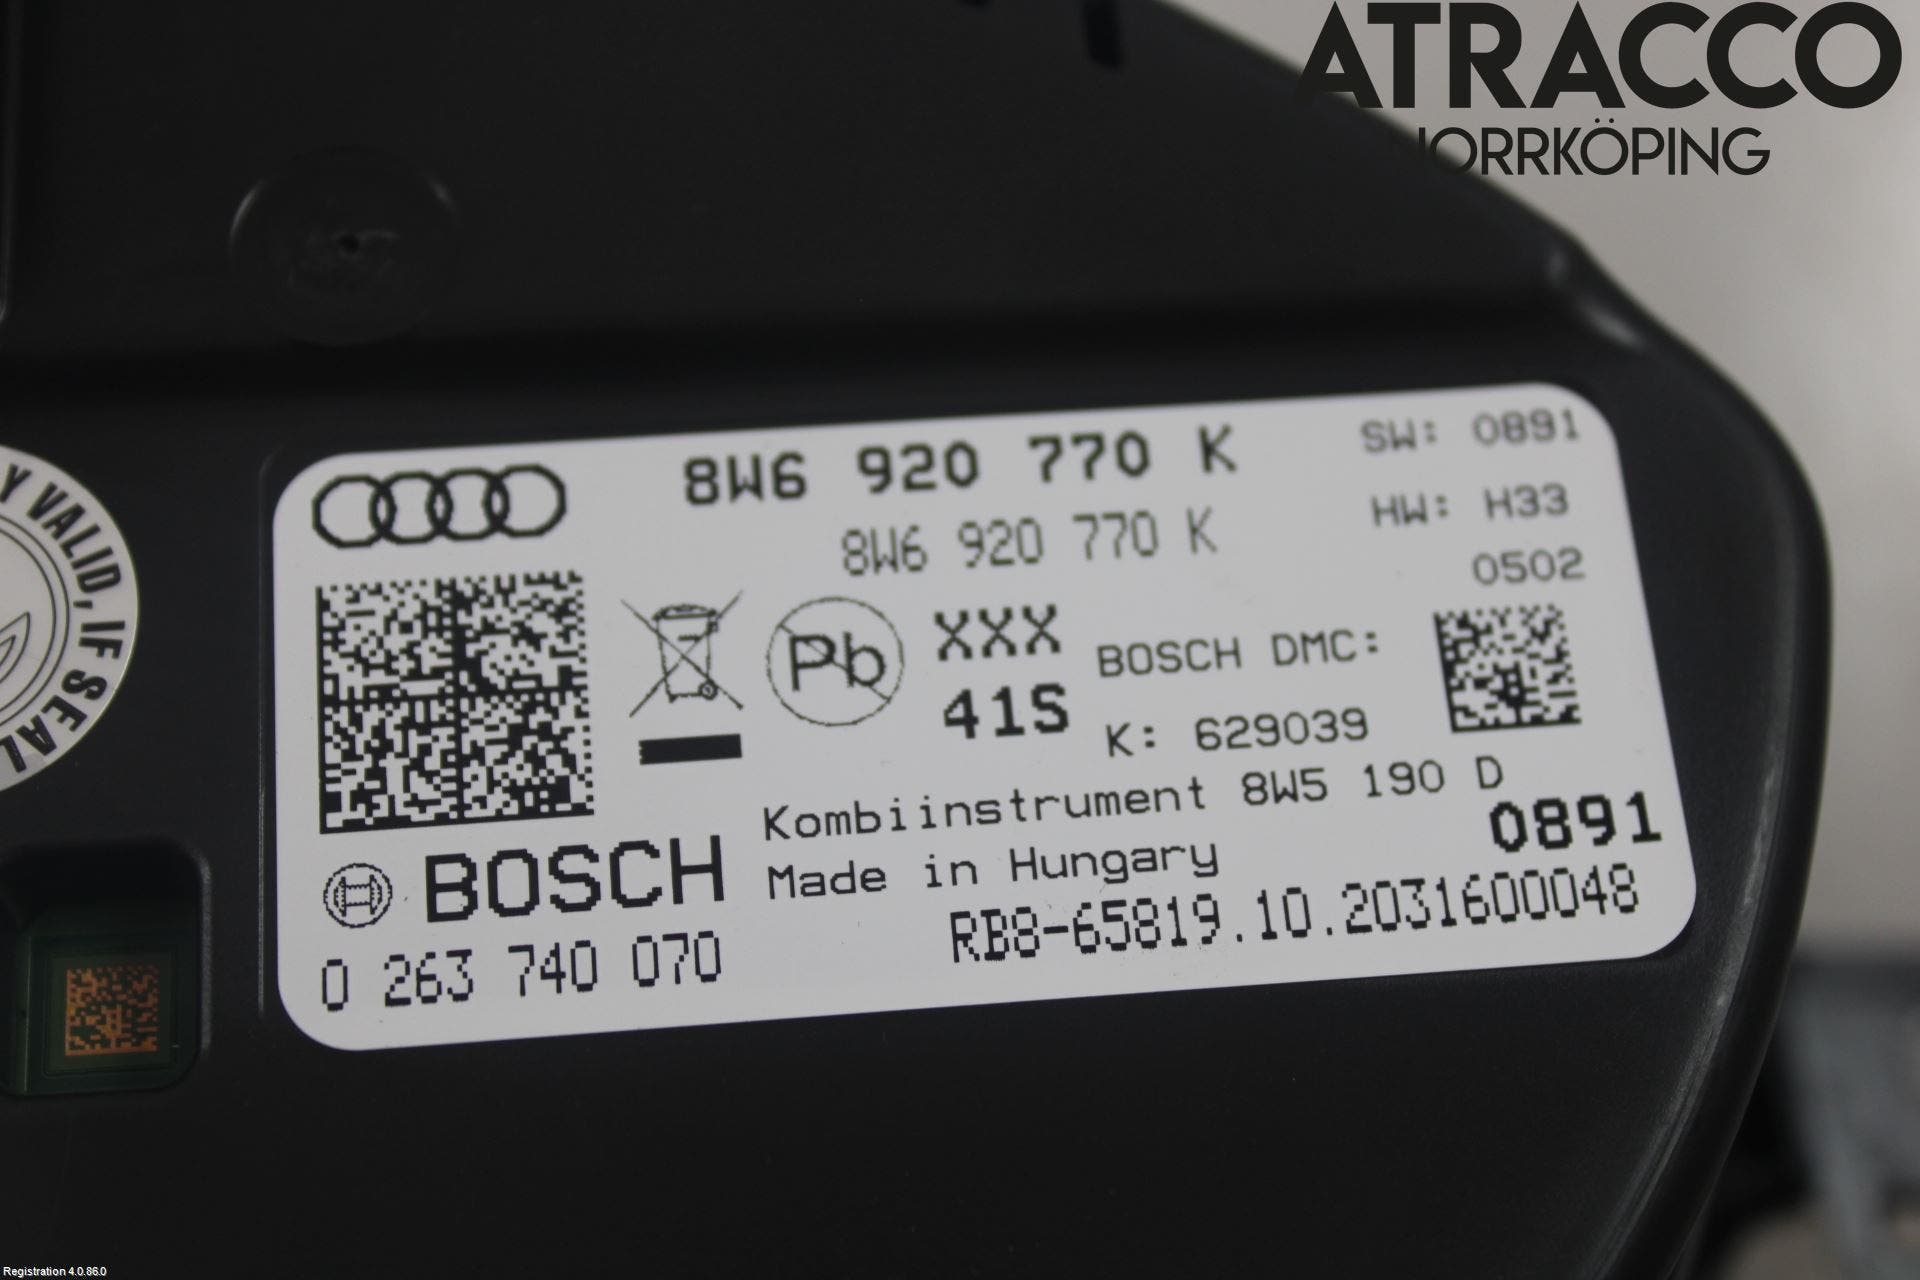 ATRACCO
NORRKÖPING
Y VALID, IF SEAL
8W6 920 770 K
SW: 0891
8W6 920 770 K
HW: H33
0502
Pb
XXX
41S
BOSCH DMC:
K: 629039
Kombiinstrument 8W5 190 D
0891
Made in Hungary
BOSCH
RB8-65819.10.2031600048
0 263 740 070
Registration 4.0.86.0